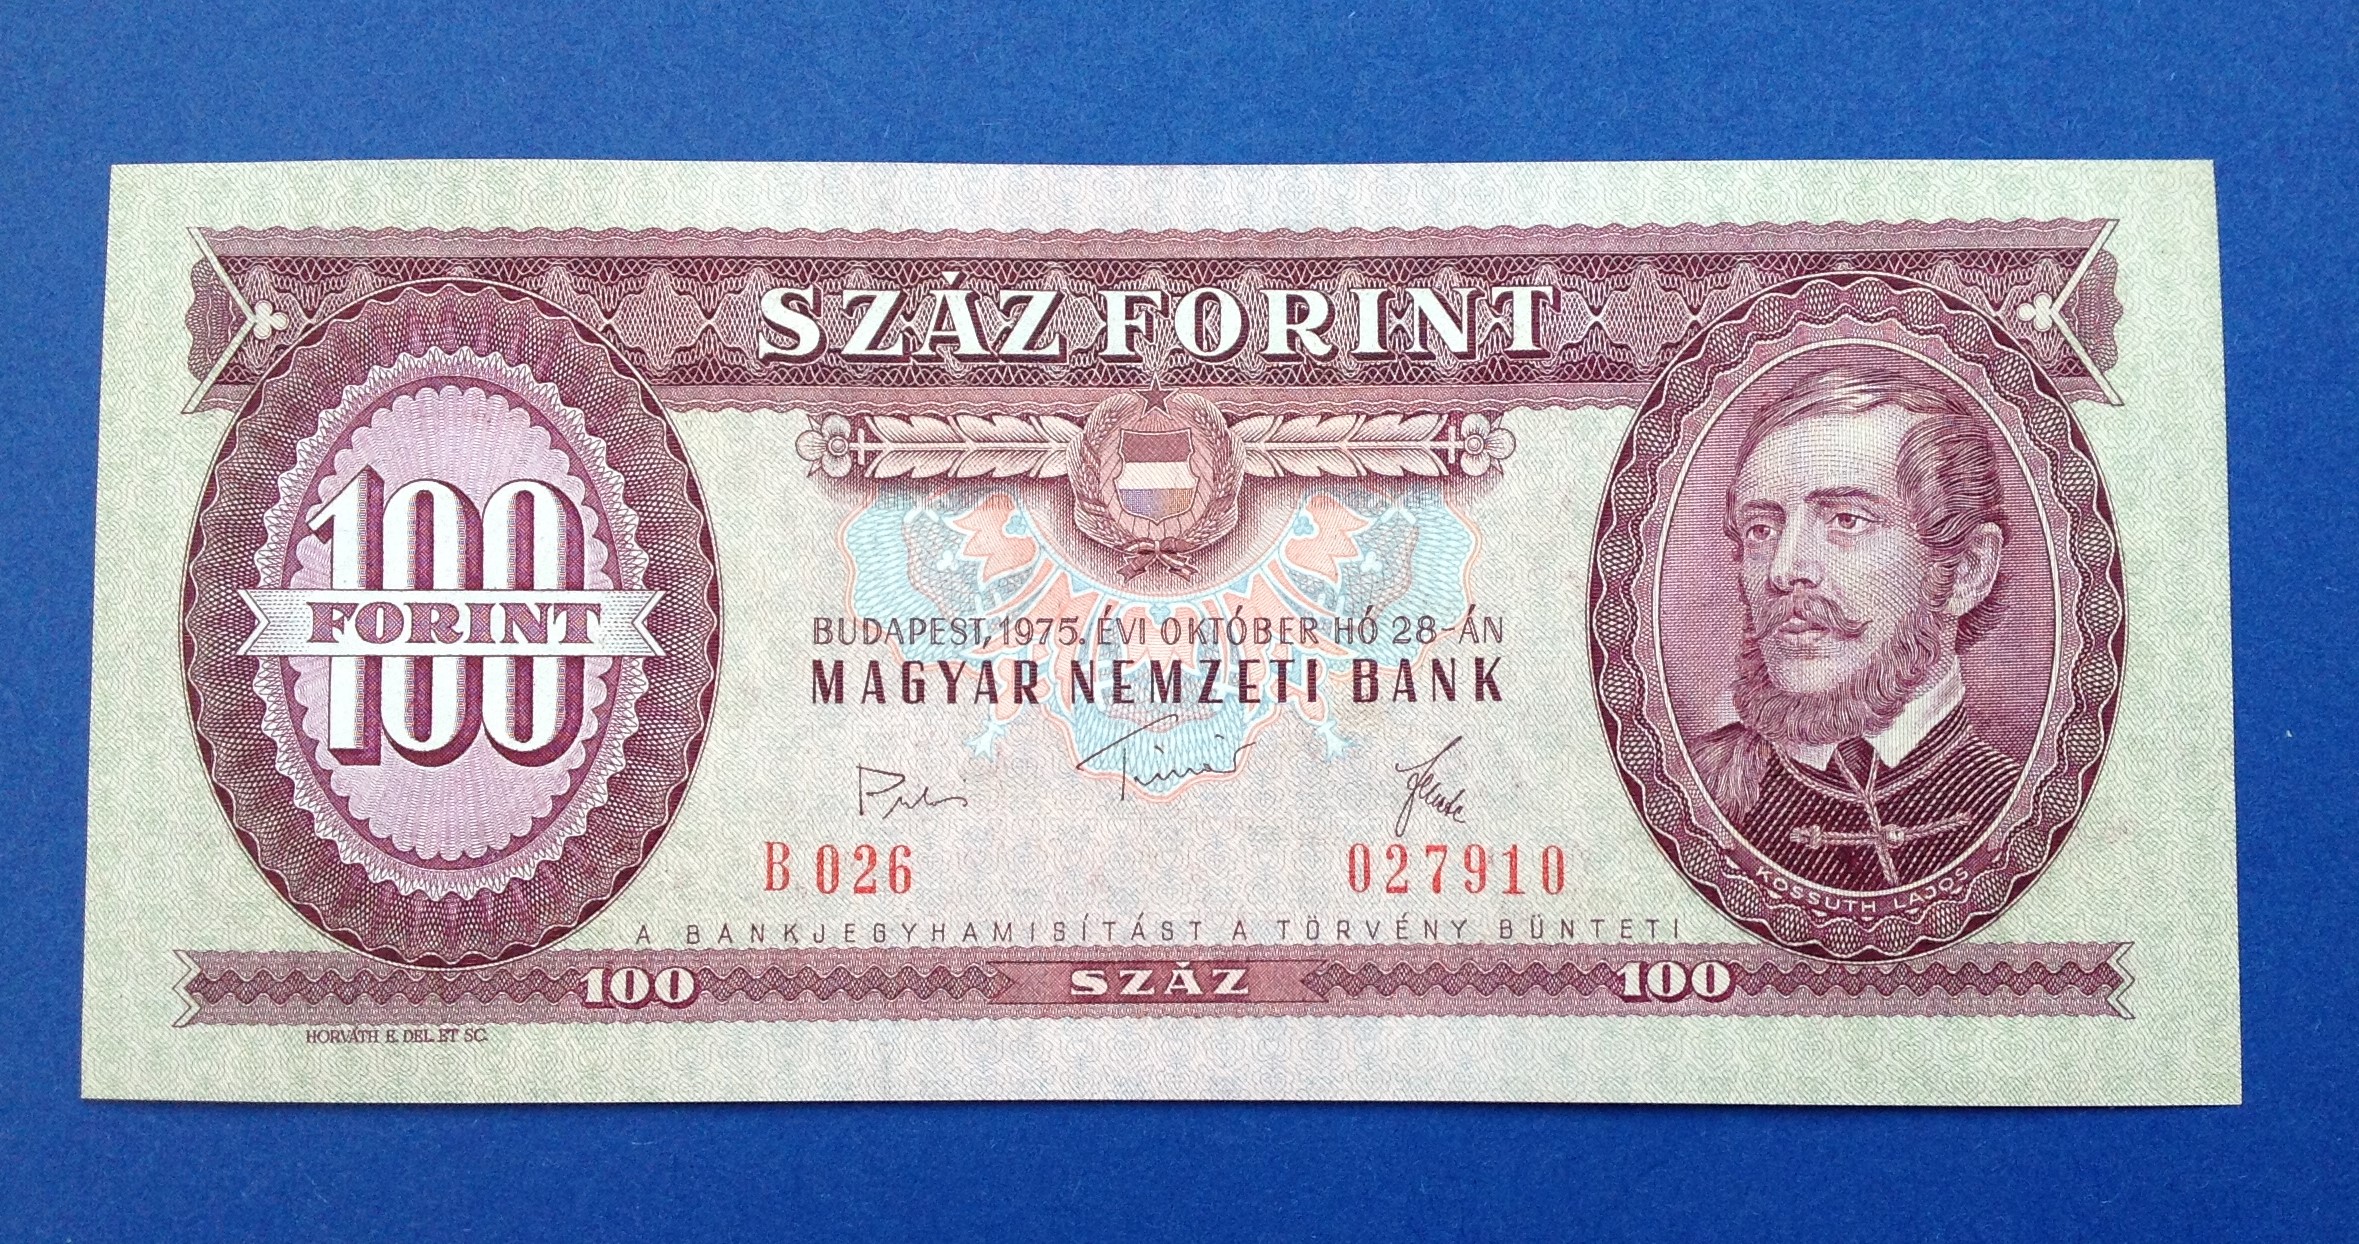 SZÁZ FORINT
100
FORINT
100
BUDAPEST, 1975. ÉVI OKTÓBER HÓ 28-ÁN
MAGYAR NEMZETI BANK
B 026
027910
KOSSUTH LAJOS
A BANKJEGYHAMISÍTÁST A TÖRVÉNY BÜNTETI
100 SZÁZ 100
HORVÁTH E. DEL. ET SC.